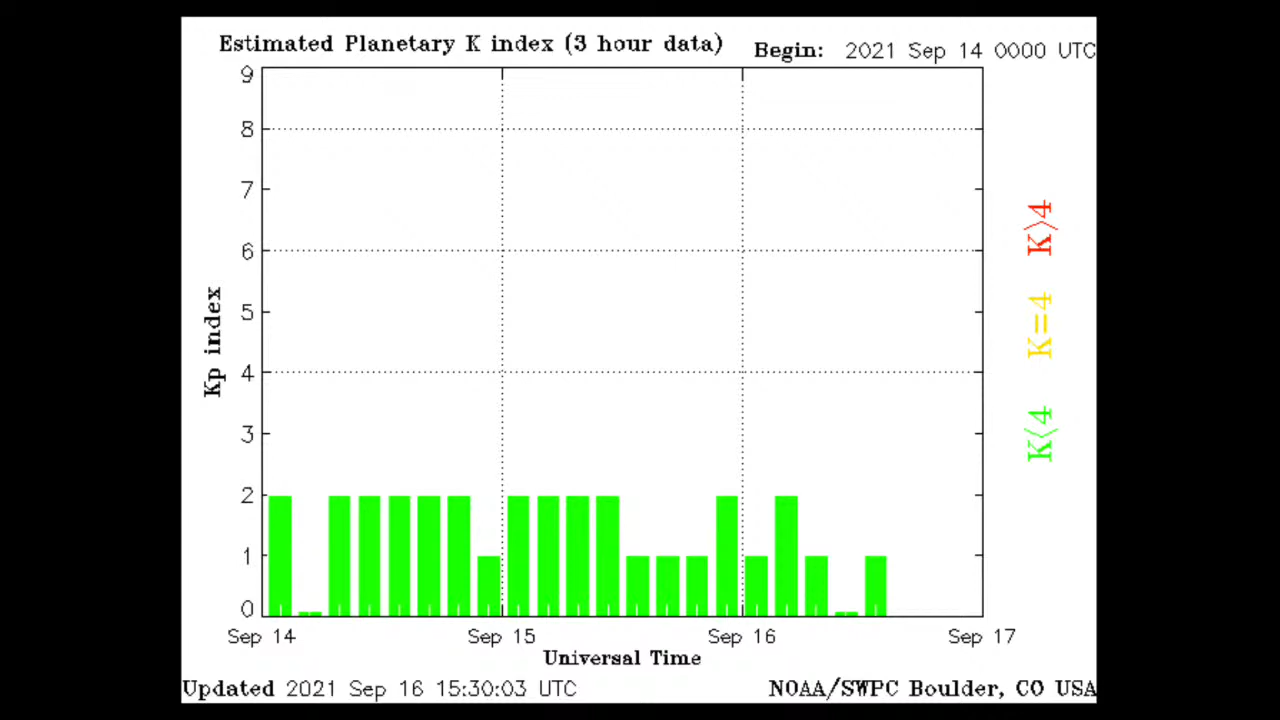 Estimated Planetary K index (3 hour data)
Begin: 2021 Sep 14 0000 UTC
9
8
7
6
5
4
3
2
1
0
Kp index
K>4
K=4
K<4
Sep 14 Sep 15 Sep 16 Sep 17
Universal Time
Updated 2021 Sep 16 15:30:03 UTC
NOAA/SWPC Boulder, CO USA